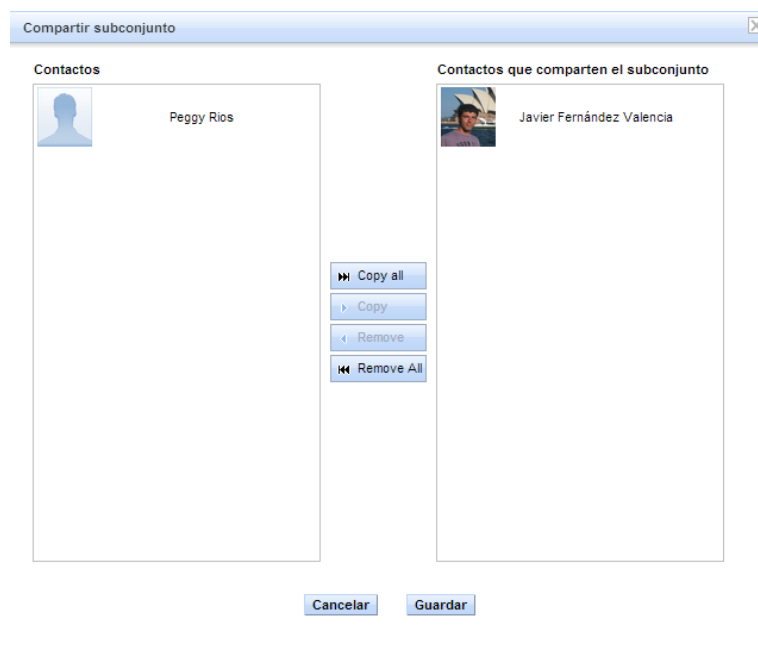 Compartir subconjunto
Contactos
Contactos que comparten el subconjunto
Peggy Rios
Javier Fernández Valencia
Copy all
Copy
Remove
Remove All
Cancelar
Guardar